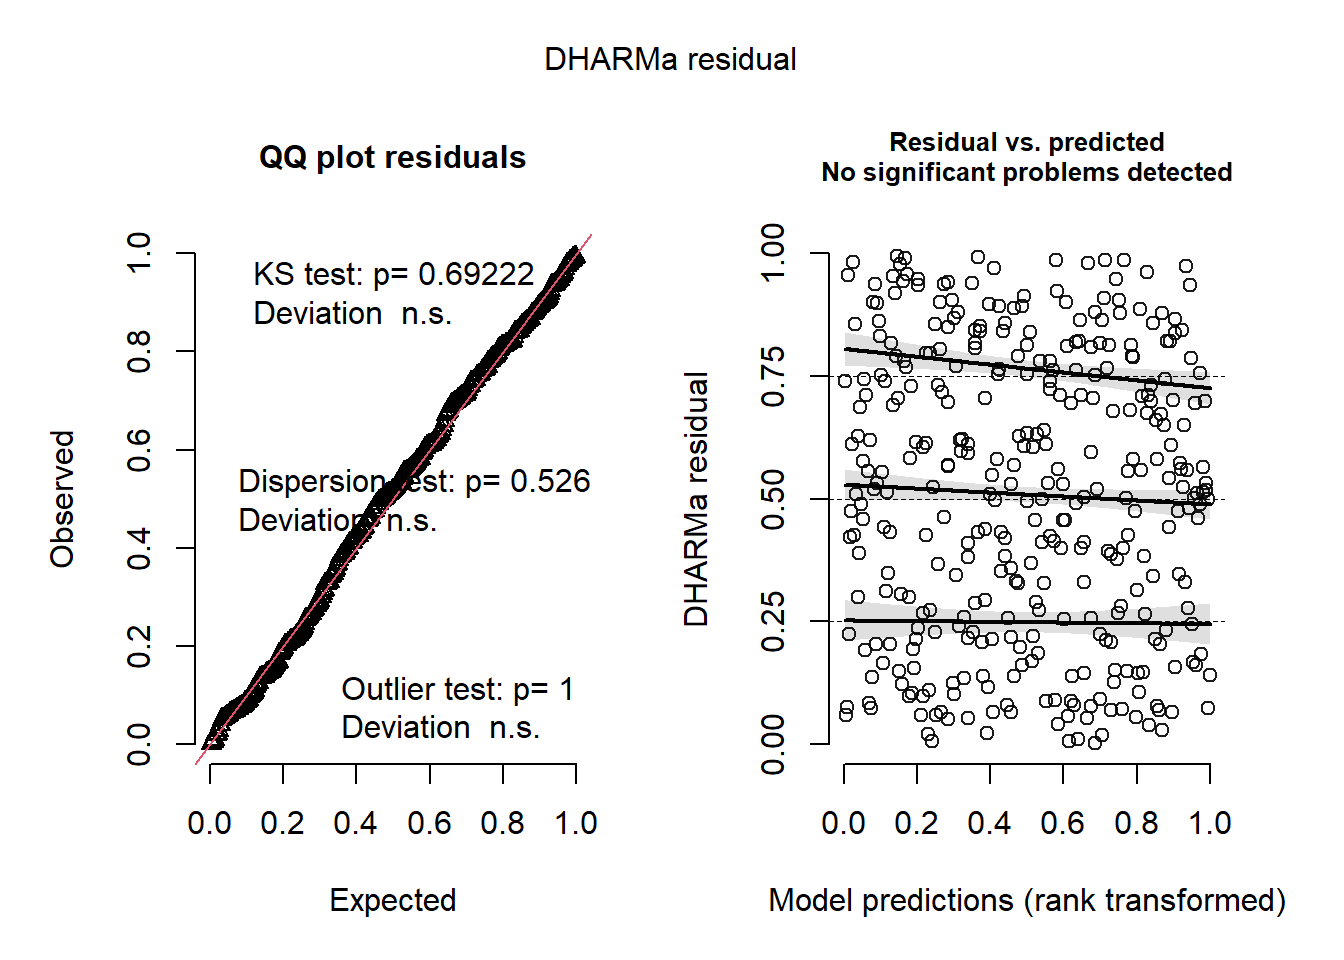 DHARMa residual
QQ plot residuals
Observed
0.0 0.2 0.4 0.6 0.8 1.0
KS test: p= 0.69222
Deviation n.s.
Dispersion test: p= 0.526
Deviation n.s.
Outlier test: p= 1
Deviation n.s.
0.0 0.2 0.4 0.6 0.8 1.0
Expected
Residual vs. predicted
No significant problems detected
DHARMa residual
0.00 0.25 0.50 0.75 1.00
0.0 0.2 0.4 0.6 0.8 1.0
Model predictions (rank transformed)